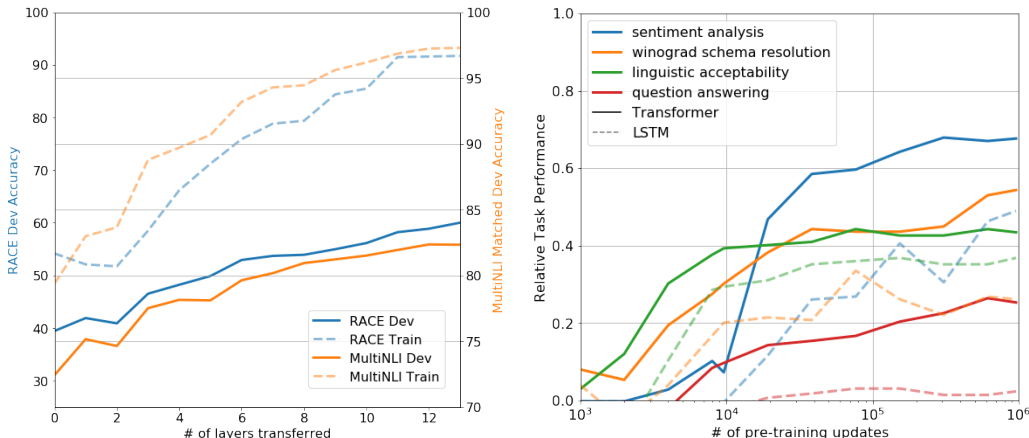 100
90
80
70
60
50
40
30
RACE Dev Accuracy
0
2
4
6
8
10
12
# of layers transferred
100
95
90
85
80
75
70
MultiNLI Matched Dev Accuracy
RACE Dev
RACE Train
MultiNLI Dev
MultiNLI Train
1.0
0.8
0.6
0.4
0.2
0.0
Relative Task Performance
sentiment analysis
winograd schema resolution
linguistic acceptability
question answering
Transformer
LSTM
10³
10⁴
10⁵
10⁶
# of pre-training updates